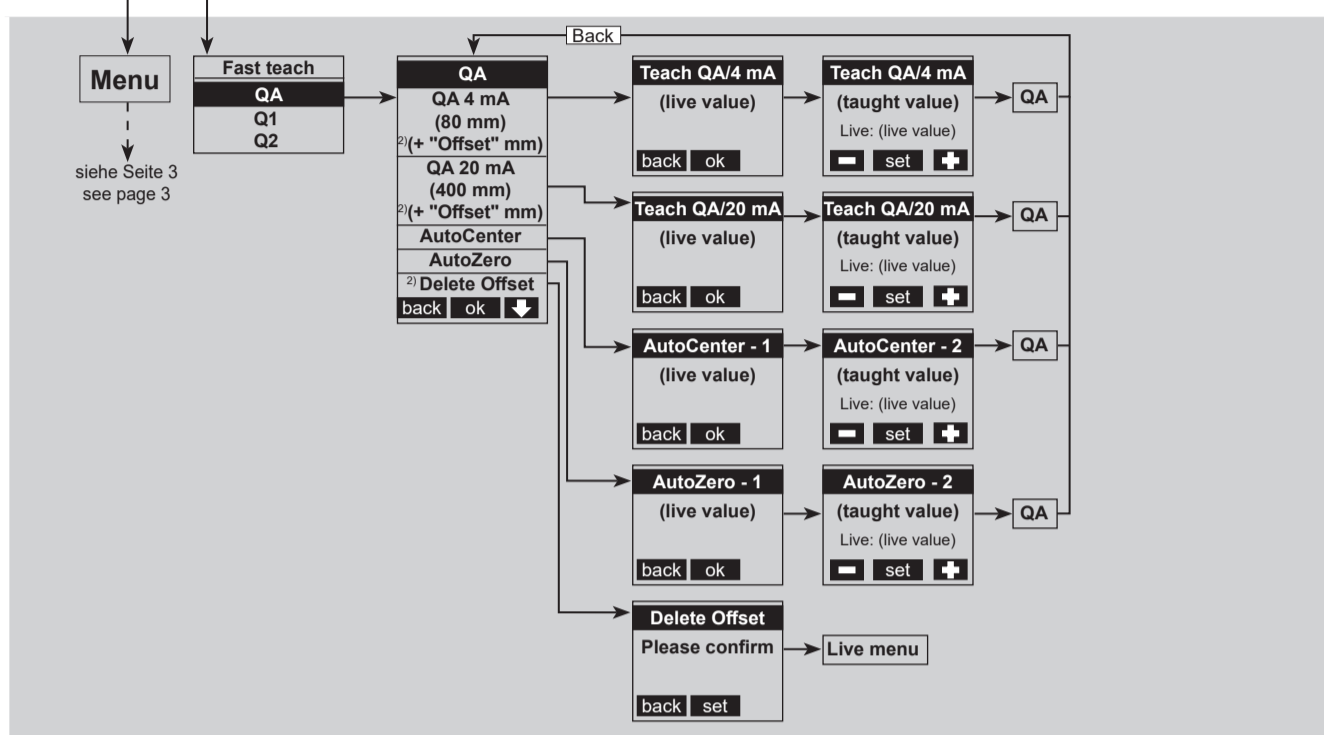 Back
Menu
siehe Seite 3
see page 3
Fast teach
QA
Q1
Q2
QA
QA 4 mA
(80 mm)
2)(+ "Offset" mm)
QA 20 mA
(400 mm)
2)(+ "Offset" mm)
AutoCenter
AutoZero
2) Delete Offset
back ok
Teach QA/4 mA
(live value)
back ok
Teach QA/4 mA
(taught value)
Live: (live value)
set
QA
Teach QA/20 mA
(live value)
back ok
Teach QA/20 mA
(taught value)
Live: (live value)
set
QA
AutoCenter - 1
(live value)
back ok
AutoCenter - 2
(taught value)
Live: (live value)
set
QA
AutoZero - 1
(live value)
back ok
AutoZero - 2
(taught value)
Live: (live value)
set
QA
Delete Offset
Please confirm
back set
Live menu